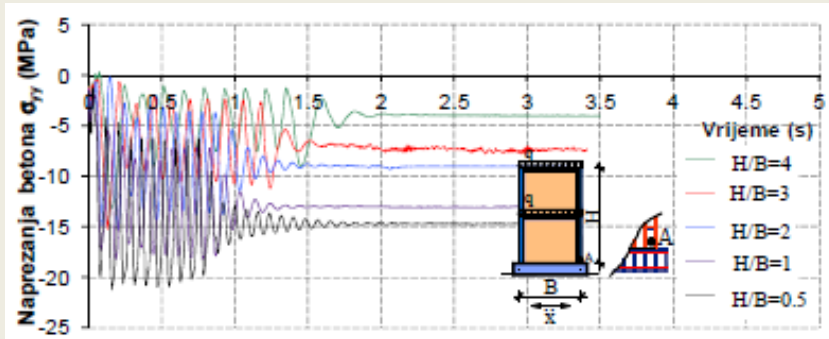 Naprezanja betona σyy (MPa)
5
0
-5
-10
-15
-20
-25
0 0.5 1 1.5 2 2.5 3 3.5 4 4.5 5
Vrijeme (s)
H/B=4
H/B=3
H/B=2
H/B=1
H/B=0.5
q
H
A
B
ẍ
A